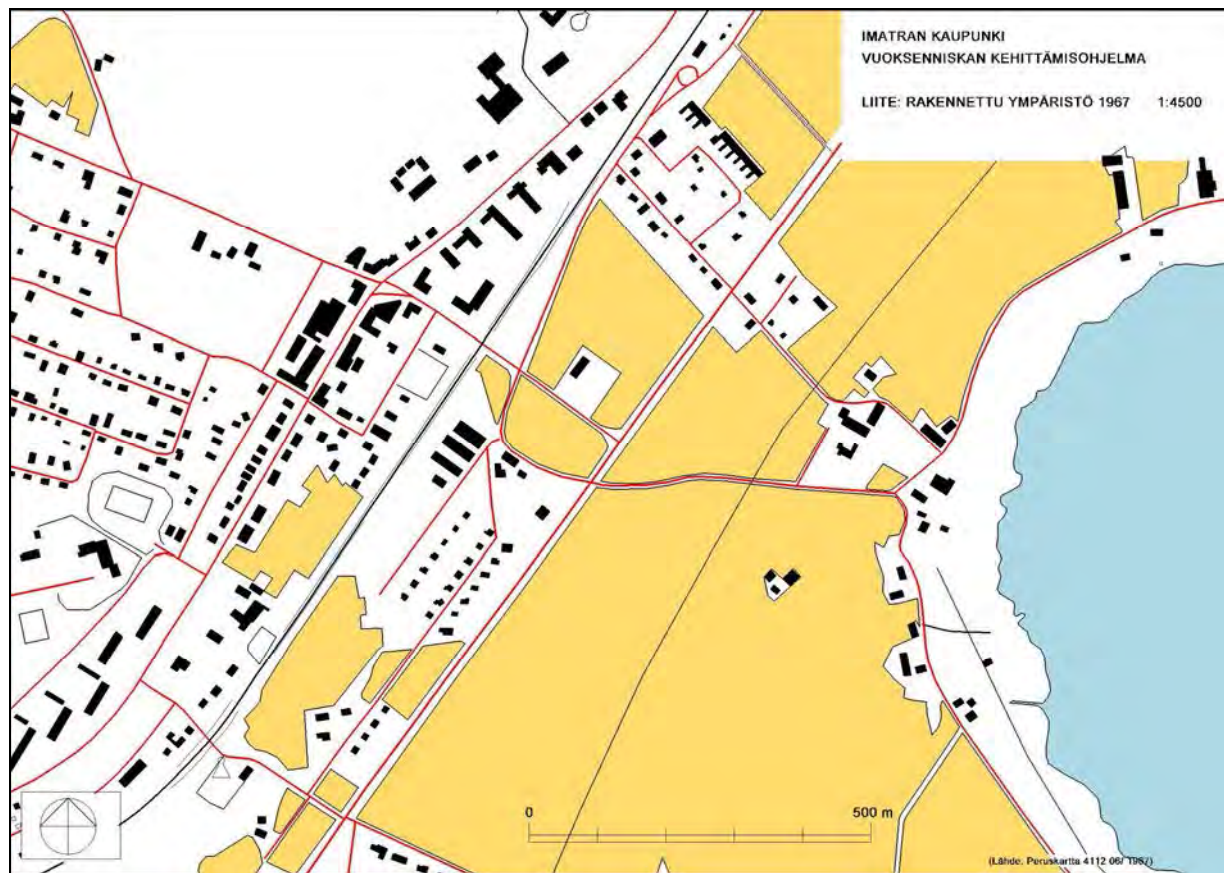 IMATRAN KAUPUNKI
VUOKSENNISKAN KEHITTÄMISOHJELMA
LIITE: RAKENNETTU YMPÄRISTÖ 1967 1:4500
0 500 m
(Lähde. Peruskartta 4112 06/ 1967)